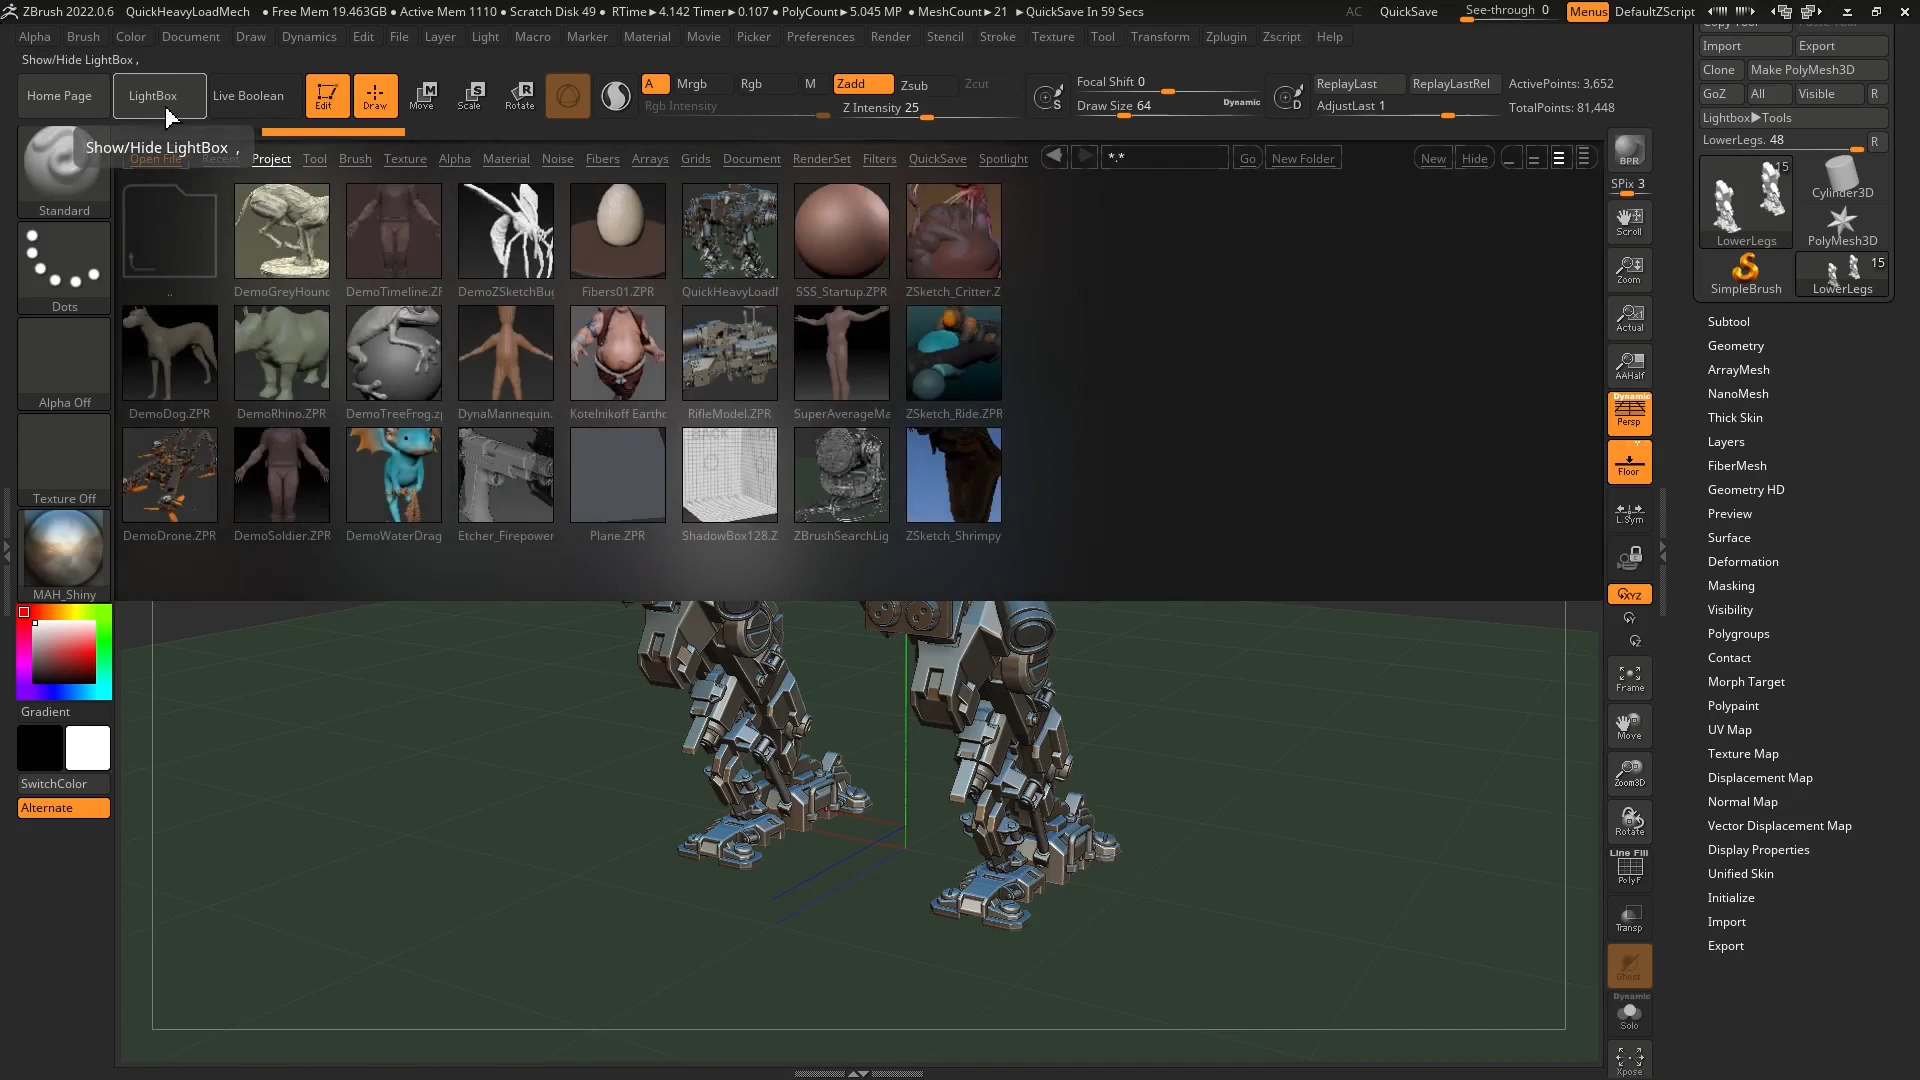 ZBrush 2022.0.6 QuickHeavyLoadMech ● Free Mem 19.463GB ● Active Mem 1110 ● Scratch Disk 49 ● RTime►4.142 Timer►0.107 ● PolyCount►5.045 MP ● MeshCount►21 ►QuickSave In 59 Secs AC QuickSave See-through 0 Menus DefaultZScript
Alpha Brush Color Document Draw Dynamics Edit File Layer Light Macro Marker Material Movie Picker Preferences Render Stencil Stroke Texture Tool Transform Zplugin Zscript Help
Show/Hide LightBox ,
Home Page LightBox Live Boolean Edit Draw Move Scale Rotate
M S R
A Mrgb Rgb M Zadd Zsub Zcut
Rgb Intensity Z Intensity 25
S Focal Shift 0
Draw Size 64 Dynamic
D ReplayLast ReplayLastRel ActivePoints: 3,652
AdjustLast 1 TotalPoints: 81,448
Show/Hide LightBox ,
Open File Recent Project Tool Brush Texture Alpha Material Noise Fibers Arrays Grids Document RenderSet Filters QuickSave Spotlight *.* Go New Folder New Hide
.. DemoGreyHound DemoTimeline.ZP DemoZSketchBug Fibers01.ZPR QuickHeavyLoadM SSS_Startup.ZPR ZSketch_Critter.Z
DemoDog.ZPR DemoRhino.ZPR DemoTreeFrog.zp DynaMannequin. Kotelnikoff Earthc RifleModel.ZPR SuperAverageMa ZSketch_Ride.ZPR
DemoDrone.ZPR DemoSoldier.ZPR DemoWaterDrag Etcher_Firepower Plane.ZPR ShadowBox128.Z ZBrushSearchLig ZSketch_Shrimpy
Standard
Dots
Alpha Off
Texture Off
MAH_Shiny
Gradient
SwitchColor
Alternate
BPR
SPix 3
Scroll
Zoom
Actual
AAHalf
Dynamic
Persp
Floor
L.Sym
XYZ
Frame
Move
Zoom3D
Rotate
Line Fill
PolyF
Transp
Ghost
Dynamic
Solo
Xpose
Import Export
Clone Make PolyMesh3D
GoZ All Visible R
Lightbox►Tools
LowerLegs. 48 R
15
Cylinder3D
LowerLegs PolyMesh3D
15
SimpleBrush LowerLegs
Subtool
Geometry
ArrayMesh
NanoMesh
Thick Skin
Layers
FiberMesh
Geometry HD
Preview
Surface
Deformation
Masking
Visibility
Polygroups
Contact
Morph Target
Polypaint
UV Map
Texture Map
Displacement Map
Normal Map
Vector Displacement Map
Display Properties
Unified Skin
Initialize
Import
Export